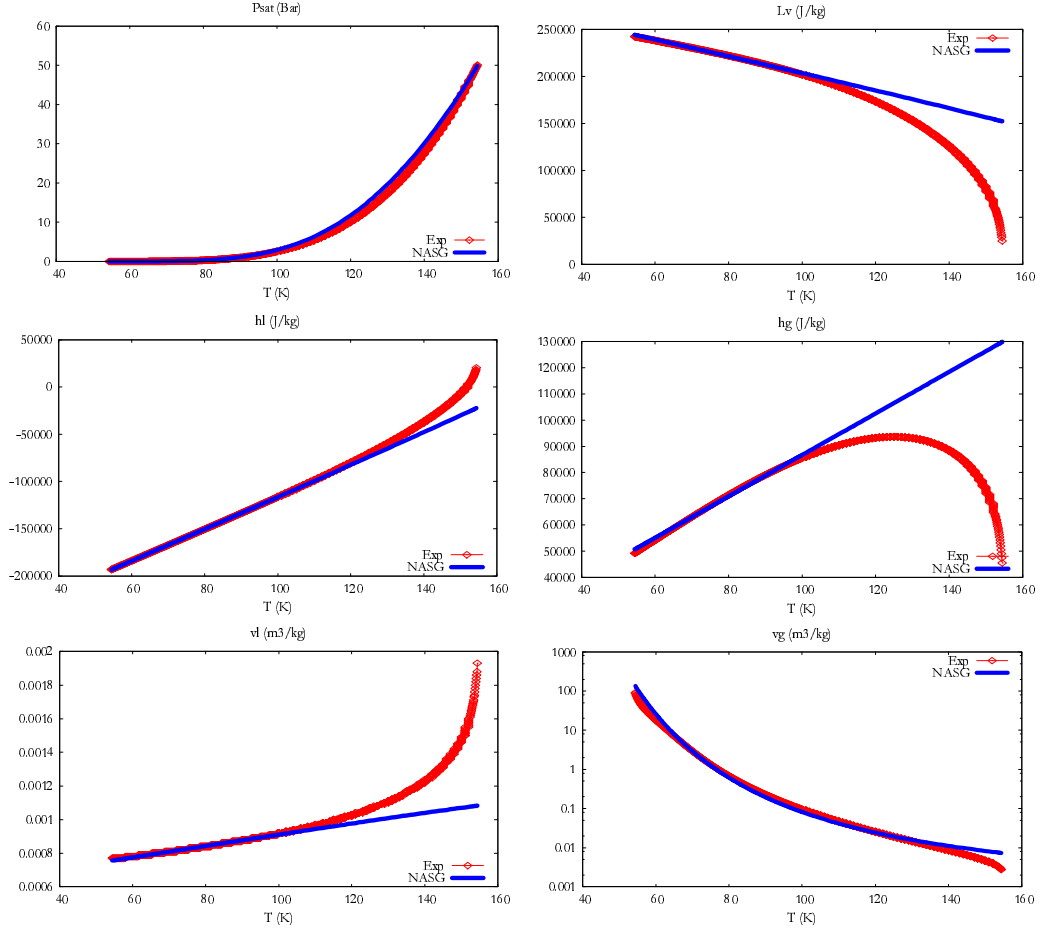 Psat (Bar)
60
50
40
30
20
10
0
40 60 80 100 120 140 160
T (K)
Exp
NASG
Lv (J/kg)
250000
200000
150000
100000
50000
0
40 60 80 100 120 140 160
T (K)
Exp
NASG
hl (J/kg)
50000
0
-50000
-100000
-150000
-200000
40 60 80 100 120 140 160
T (K)
Exp
NASG
hg (J/kg)
130000
120000
110000
100000
90000
80000
70000
60000
50000
40000
40 60 80 100 120 140 160
T (K)
Exp
NASG
vl (m3/kg)
0.002
0.0018
0.0016
0.0014
0.0012
0.001
0.0008
0.0006
40 60 80 100 120 140 160
T (K)
Exp
NASG
vg (m3/kg)
1000
100
10
1
0.1
0.01
0.001
40 60 80 100 120 140 160
T (K)
Exp
NASG